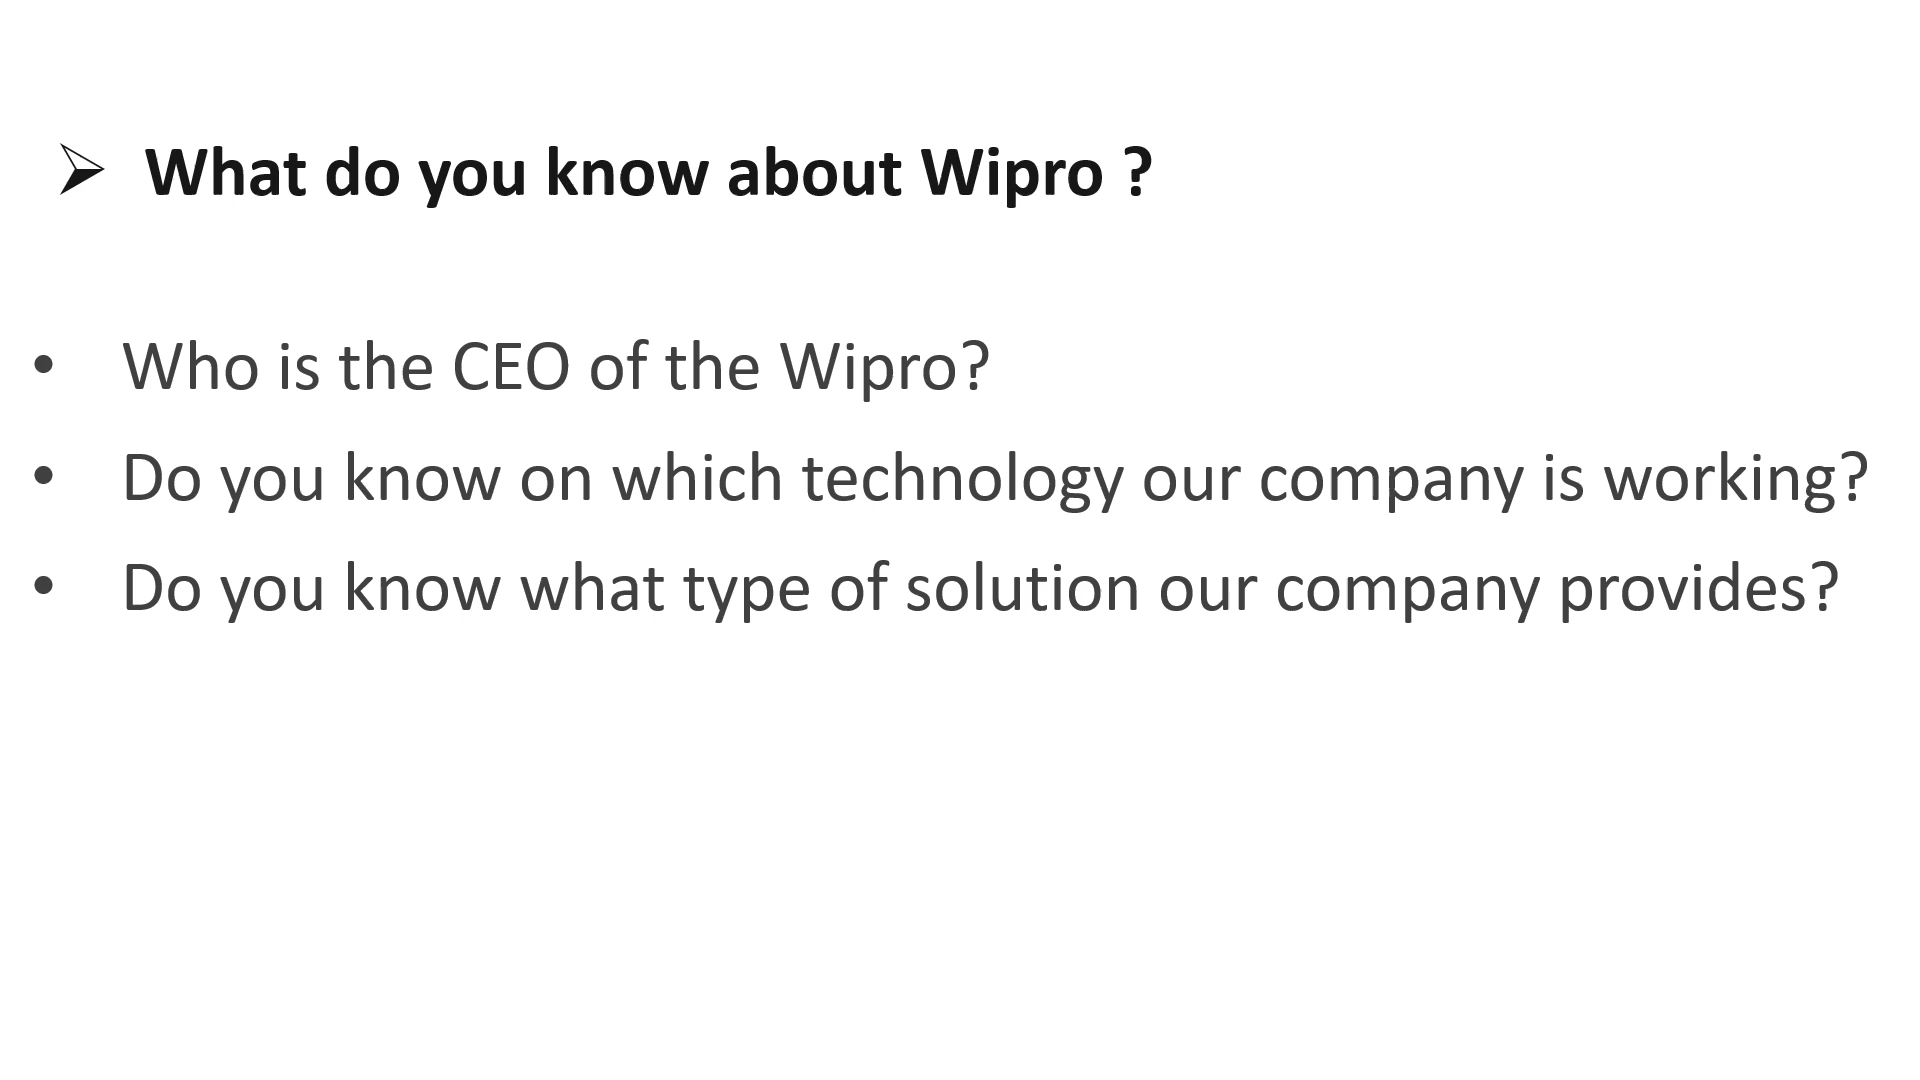 ➢ What do you know about Wipro ?
• Who is the CEO of the Wipro?
• Do you know on which technology our company is working?
• Do you know what type of solution our company provides?